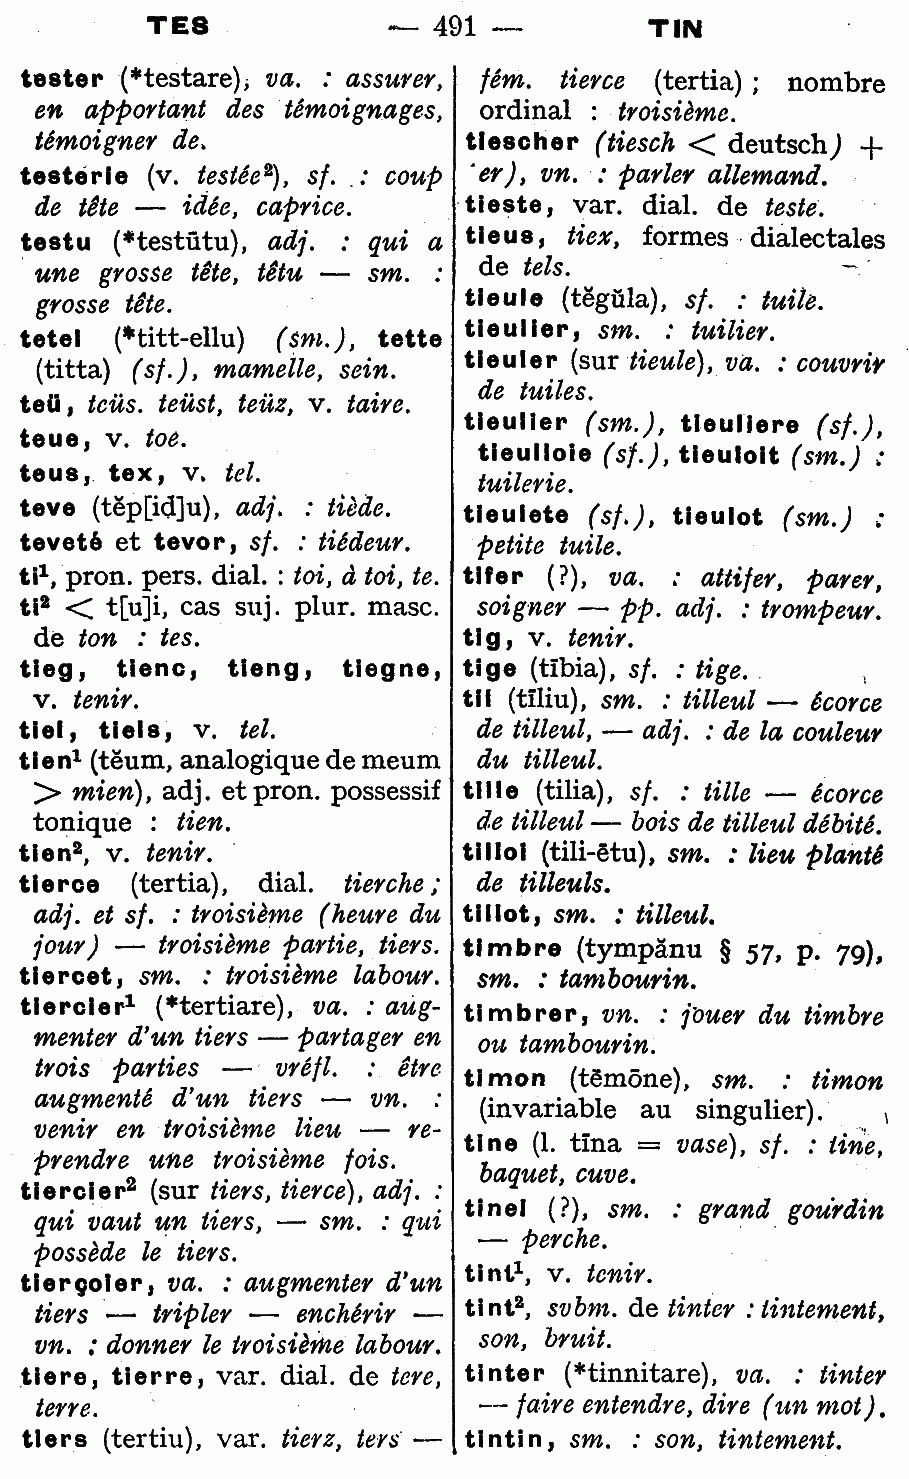 TES — 491 — TIN
tester (*testare), va. : assurer,
en apportant des témoignages,
témoigner de.
testerie (v. testée²), sf. : coup
de tête — idée, caprice.
testu (*testūtu), adj. : qui a
une grosse tête, têtu — sm. :
grosse tête.
tetel (*titt-ellu) (sm.), tette
(titta) (sf.), mamelle, sein.
teü, tcüs. teüst, teüz, v. taire.
teue, v. toe.
teus, tex, v. tel.
teve (tĕp[id]u), adj. : tiède.
teveté et tevor, sf. : tiédeur.
ti¹, pron. pers. dial. : toi, à toi, te.
ti² < t[u]i, cas suj. plur. masc.
de ton : tes.
tieg, tienc, tieng, tiegne,
v. tenir.
tiel, tiels, v. tel.
tien¹ (tĕum, analogique de meum
> mien), adj. et pron. possessif
tonique : tien.
tien², v. tenir.
tierce (tertia), dial. tierche ;
adj. et sf. : troisième (heure du
jour) — troisième partie, tiers.
tiercet, sm. : troisième labour.
tiercier¹ (*tertiare), va. : aug-
menter d'un tiers — partager en
trois parties — vréfl. : être
augmenté d'un tiers — vn. :
venir en troisième lieu — re-
prendre une troisième fois.
tiercier² (sur tiers, tierce), adj. :
qui vaut un tiers, — sm. : qui
possède le tiers.
tierçoier, va. : augmenter d'un
tiers — tripler — enchérir —
vn. : donner le troisième labour.
tiere, tierre, var. dial. de tere,
terre.
tiers (tertiu), var. tierz, ters —
fém. tierce (tertia) ; nombre
ordinal : troisième.
tiescher (tiesch < deutsch) +
er), vn. : parler allemand.
tieste, var. dial. de teste.
tieus, tiex, formes dialectales
de tels.
tieule (tĕgŭla), sf. : tuile.
tieulier, sm. : tuilier.
tieuler (sur tieule), va. : couvrir
de tuiles.
tieulier (sm.), tieuliere (sf.),
tieulloie (sf.), tieuloit (sm.) :
tuilerie.
tieulete (sf.), tieulot (sm.) :
petite tuile.
tifer (?), va. : attifer, parer,
soigner — pp. adj. : trompeur.
tig, v. tenir.
tige (tībia), sf. : tige.
til (tīliu), sm. : tilleul — écorce
de tilleul, — adj. : de la couleur
du tilleul.
tille (tilia), sf. : tille — écorce
de tilleul — bois de tilleul débité.
tilloi (tili-ētu), sm. : lieu planté
de tilleuls.
tillot, sm. : tilleul.
timbre (tympănu § 57, p. 79),
sm. : tambourin.
timbrer, vn. : jouer du timbre
ou tambourin.
timon (tēmōne), sm. : timon
(invariable au singulier).
tine (l. tīna = vase), sf. : tine,
baquet, cuve.
tinel (?), sm. : grand gourdin
— perche.
tint¹, v. tenir.
tint², svbm. de tinter : tintement,
son, bruit.
tinter (*tinnitare), va. : tinter
— faire entendre, dire (un mot).
tintin, sm. : son, tintement.